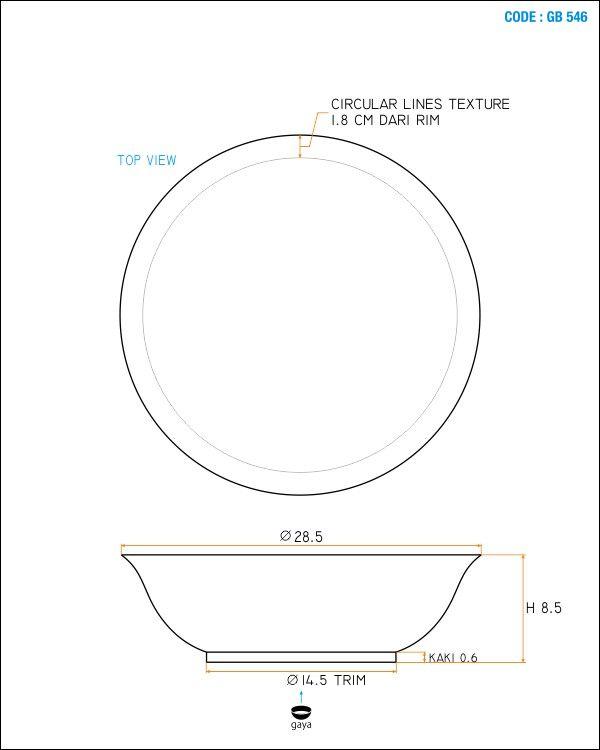 CODE : GB 546
CIRCULAR LINES TEXTURE
1.8 CM DARI RIM
TOP VIEW
Ø 28.5
H 8.5
KAKI 0.6
Ø 14.5 TRIM
gaya